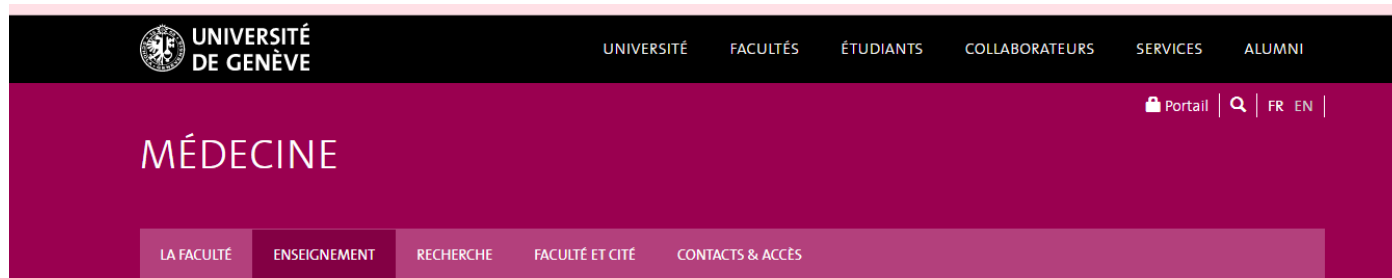 UNIVERSITÉ
DE GENÈVE
UNIVERSITÉ FACULTÉS ÉTUDIANTS COLLABORATEURS SERVICES ALUMNI
Portail FR EN
MÉDECINE
LA FACULTÉ ENSEIGNEMENT RECHERCHE FACULTÉ ET CITÉ CONTACTS & ACCÈS